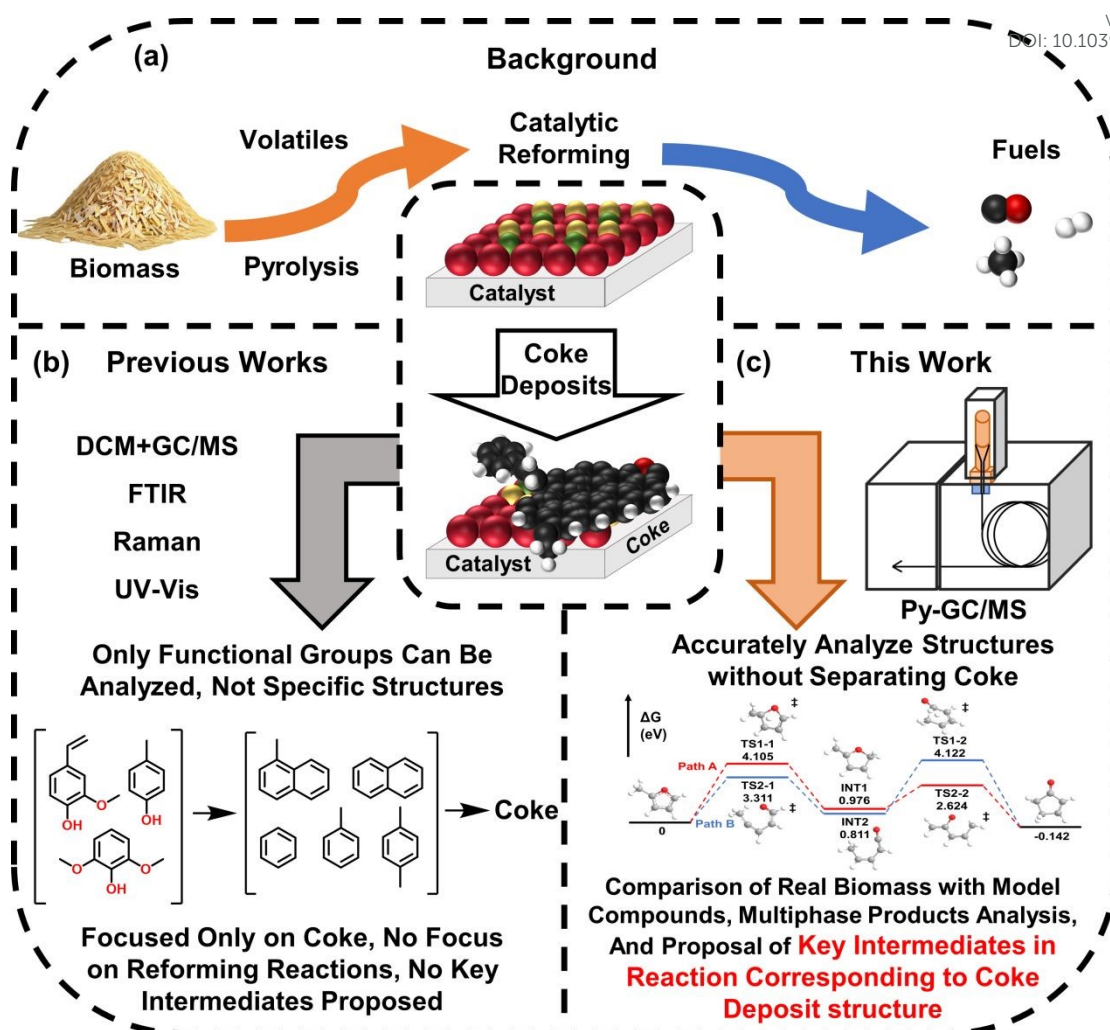 DOI: 10.1039
(a)
Background
Volatiles
Catalytic
Reforming
Fuels
Biomass
Pyrolysis
Catalyst
Coke
Deposits
Catalyst
Coke
(b) Previous Works
DCM+GC/MS
FTIR
Raman
UV-Vis
Only Functional Groups Can Be
Analyzed, Not Specific Structures
OH
O
OH
O
O
OH
Coke
Focused Only on Coke, No Focus
on Reforming Reactions, No Key
Intermediates Proposed
(c) This Work
Py-GC/MS
Accurately Analyze Structures
without Separating Coke
ΔG
(eV)
0
Path A
Path B
‡
TS1-1
4.105
TS2-1
3.311
‡
INT1
0.976
INT2
0.811
‡
TS1-2
4.122
TS2-2
2.624
‡
-0.142
Comparison of Real Biomass with Model
Compounds, Multiphase Products Analysis,
And Proposal of Key Intermediates in
Reaction Corresponding to Coke
Deposit structure